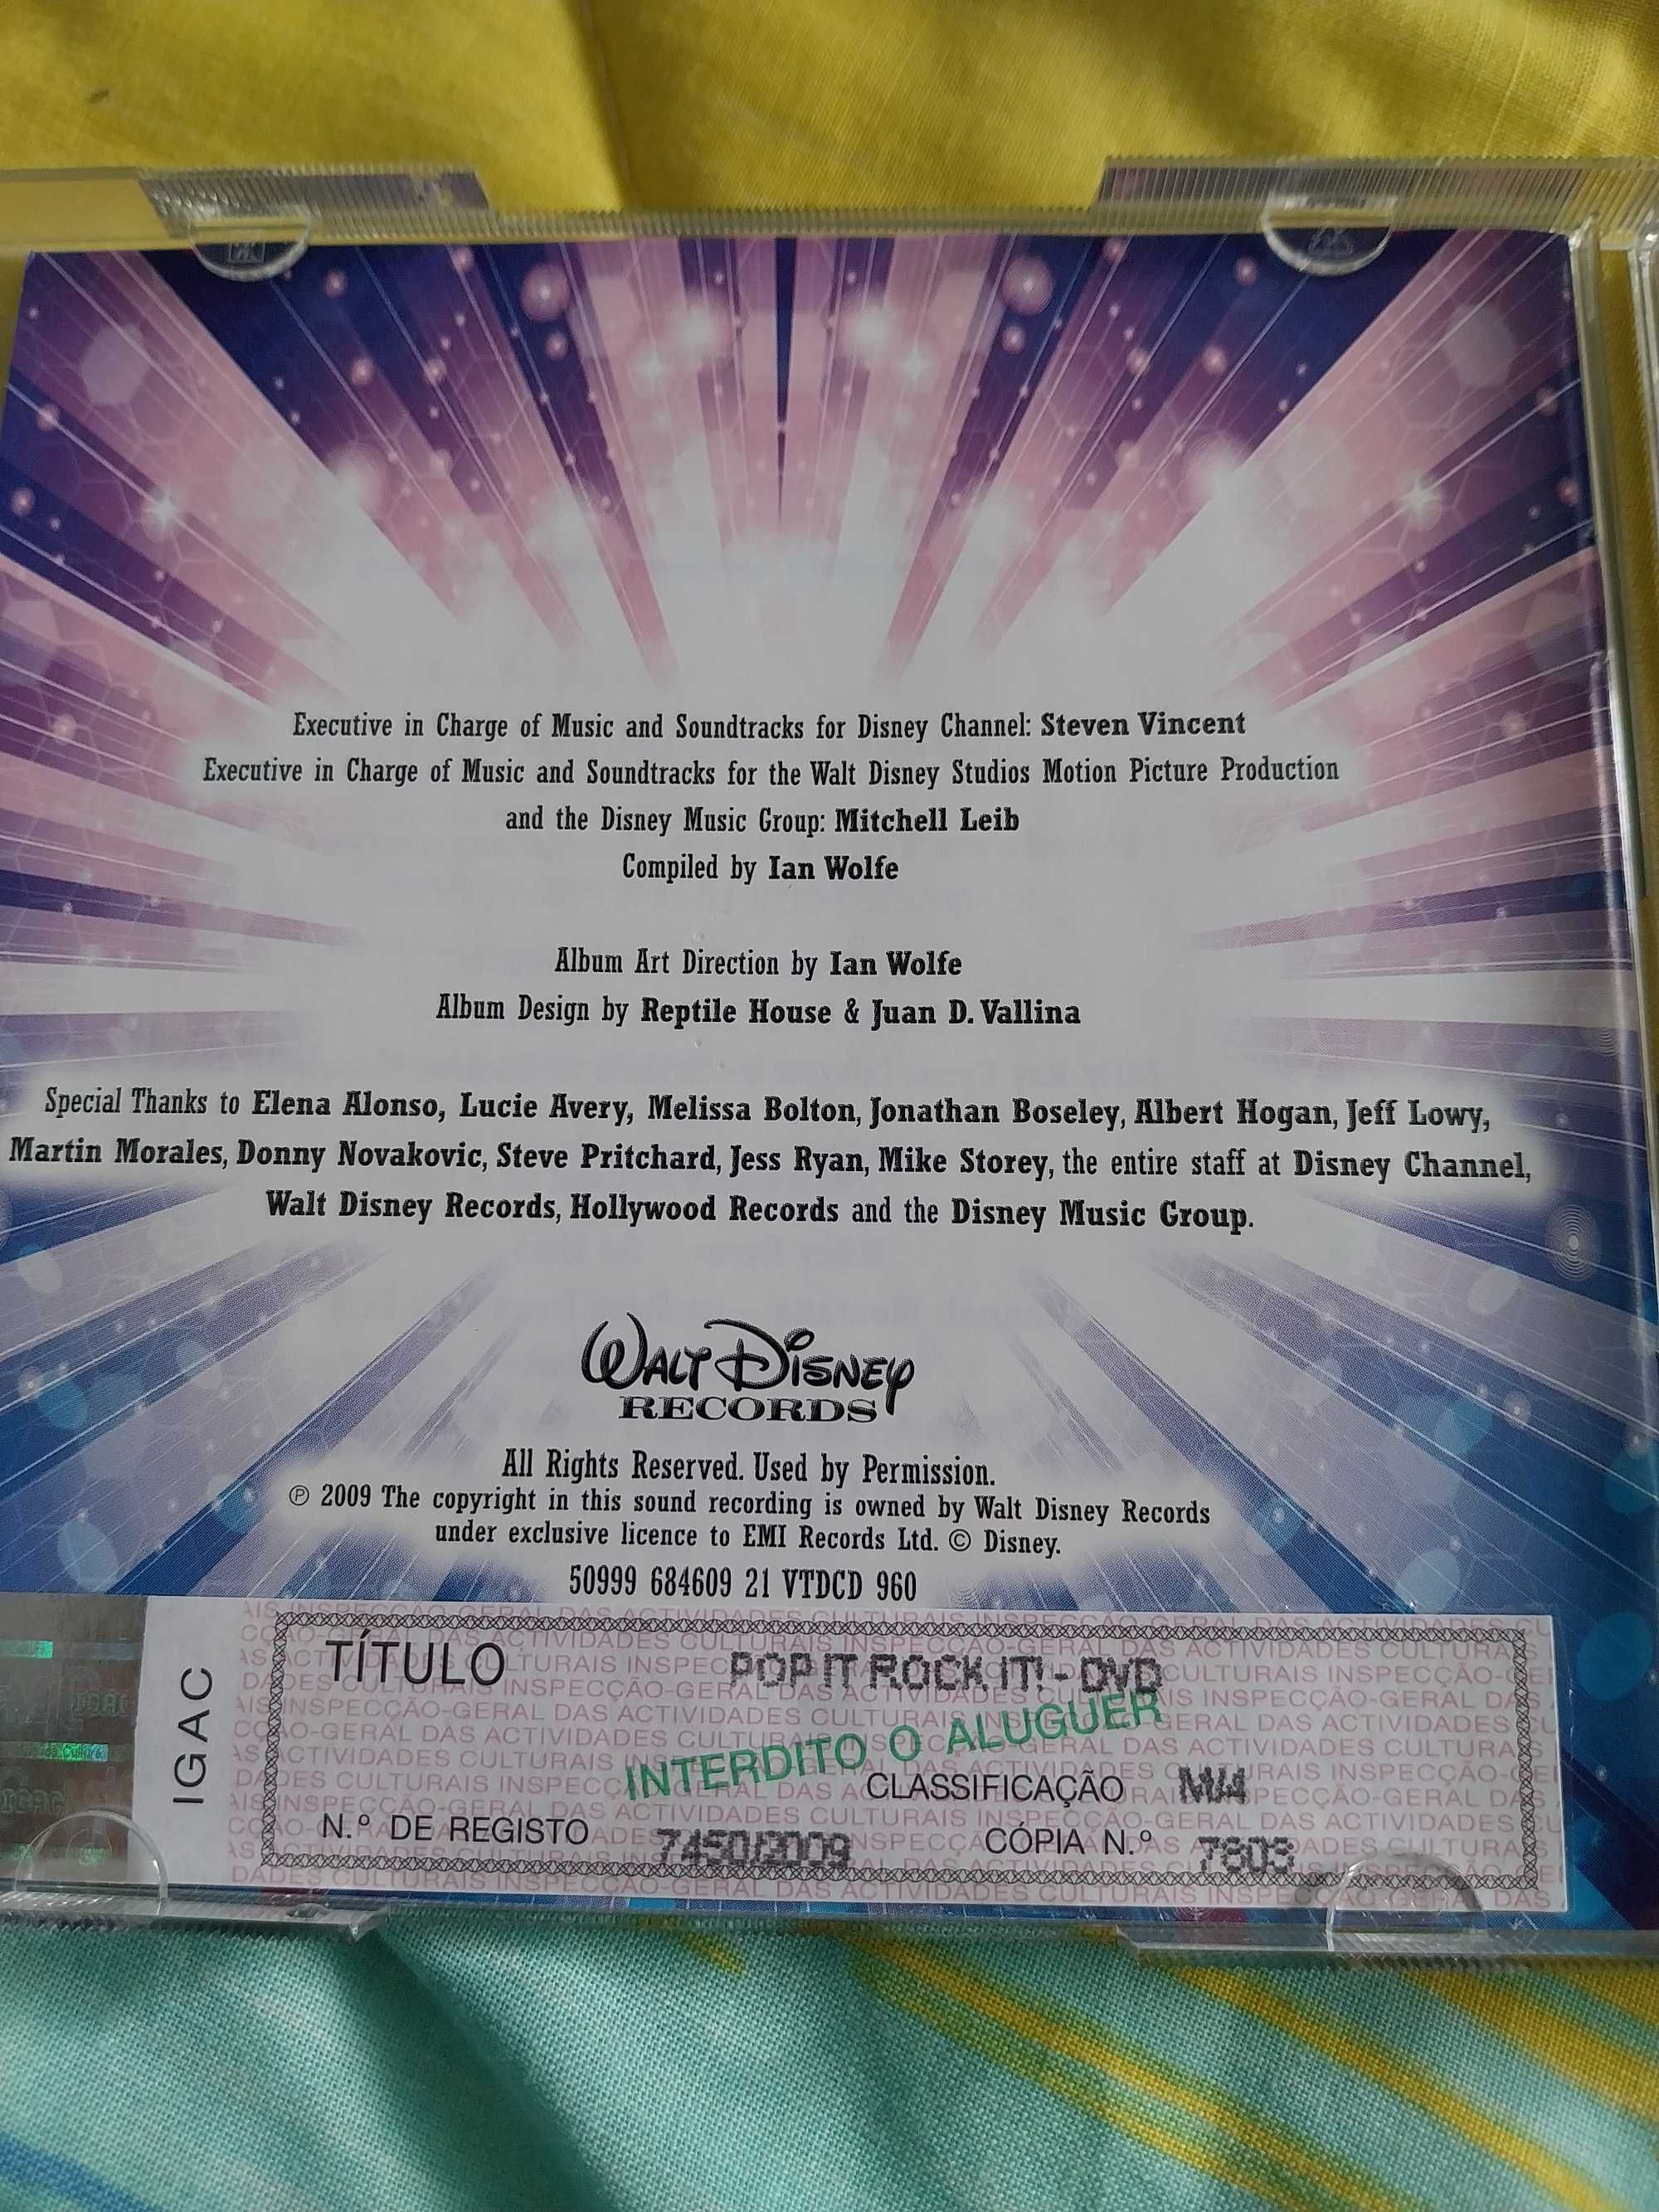 Executive in Charge of Music and Soundtracks for Disney Channel: Steven Vincent
Executive in Charge of Music and Soundtracks for the Walt Disney Studios Motion Picture Production
and the Disney Music Group: Mitchell Leib
Compiled by Ian Wolfe
Album Art Direction by Ian Wolfe
Album Design by Reptile House & Juan D. Vallina
Special Thanks to Elena Alonso, Lucie Avery, Melissa Bolton, Jonathan Boseley, Albert Hogan, Jeff Lowy,
Martin Morales, Donny Novakovic, Steve Pritchard, Jess Ryan, Mike Storey, the entire staff at Disney Channel,
Walt Disney Records, Hollywood Records and the Disney Music Group.
WALT DISNEY
RECORDS
All Rights Reserved. Used by Permission.
℗ 2009 The copyright in this sound recording is owned by Walt Disney Records
under exclusive licence to EMI Records Ltd. © Disney.
50999 684609 21 VTDCD 960
IGAC
TÍTULO POP IT ROCK IT! - DVD
INTERDITO O ALUGUER
CLASSIFICAÇÃO M/4
N.º DE REGISTO 7450/2009 CÓPIA N.º 7603